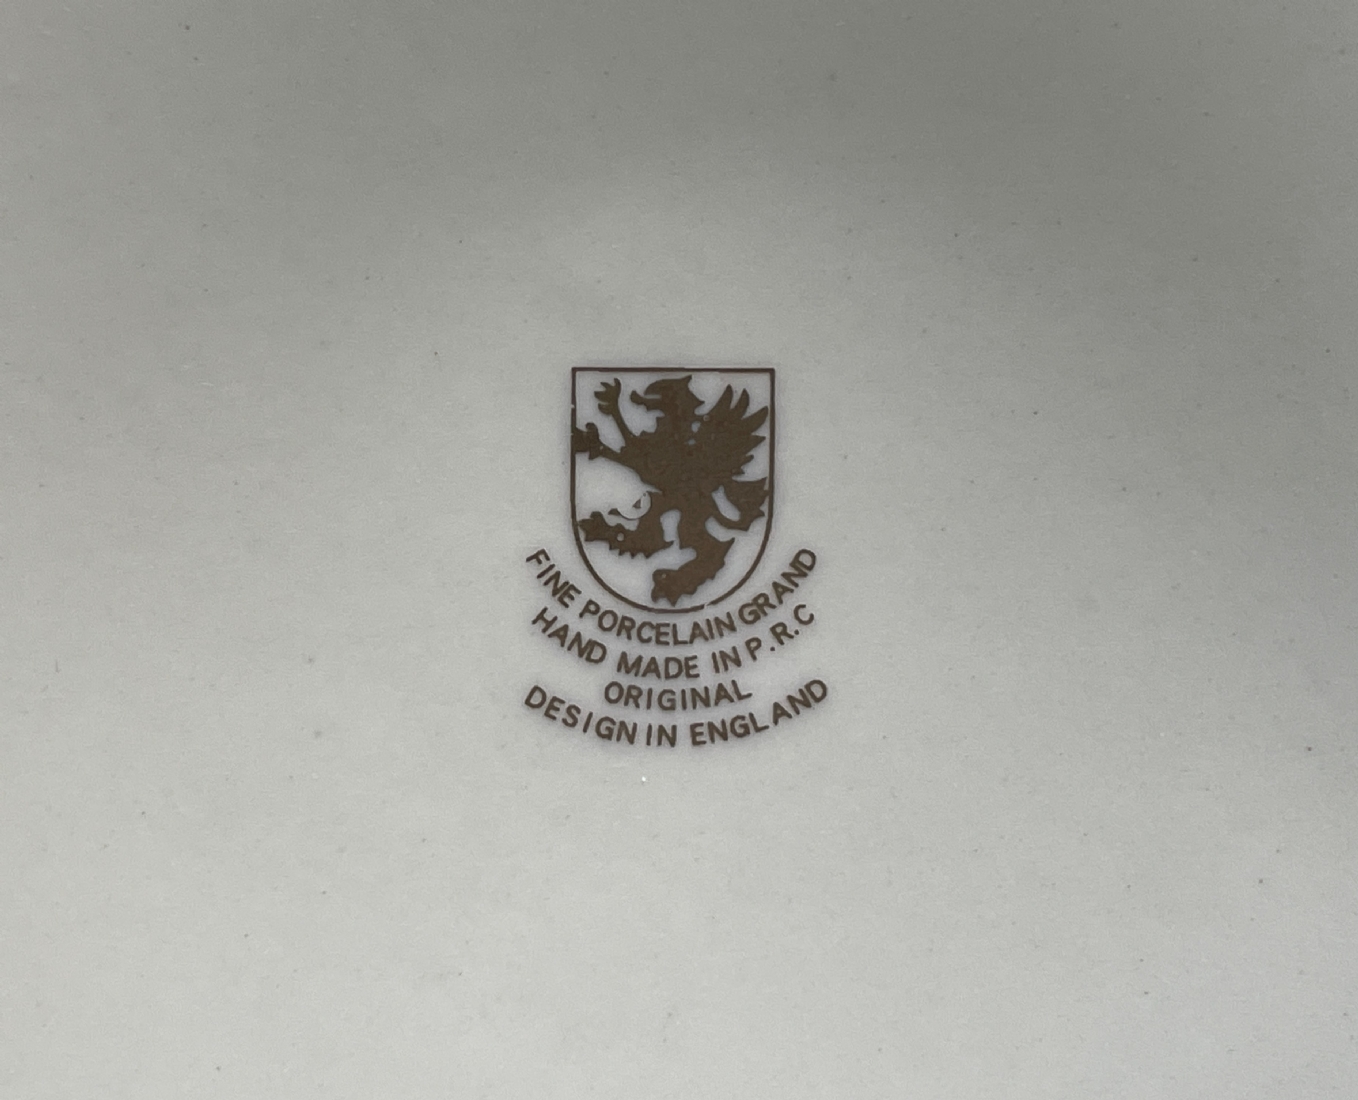 FINE PORCELAIN GRAND
HAND MADE IN P.R.C
ORIGINAL
DESIGN IN ENGLAND